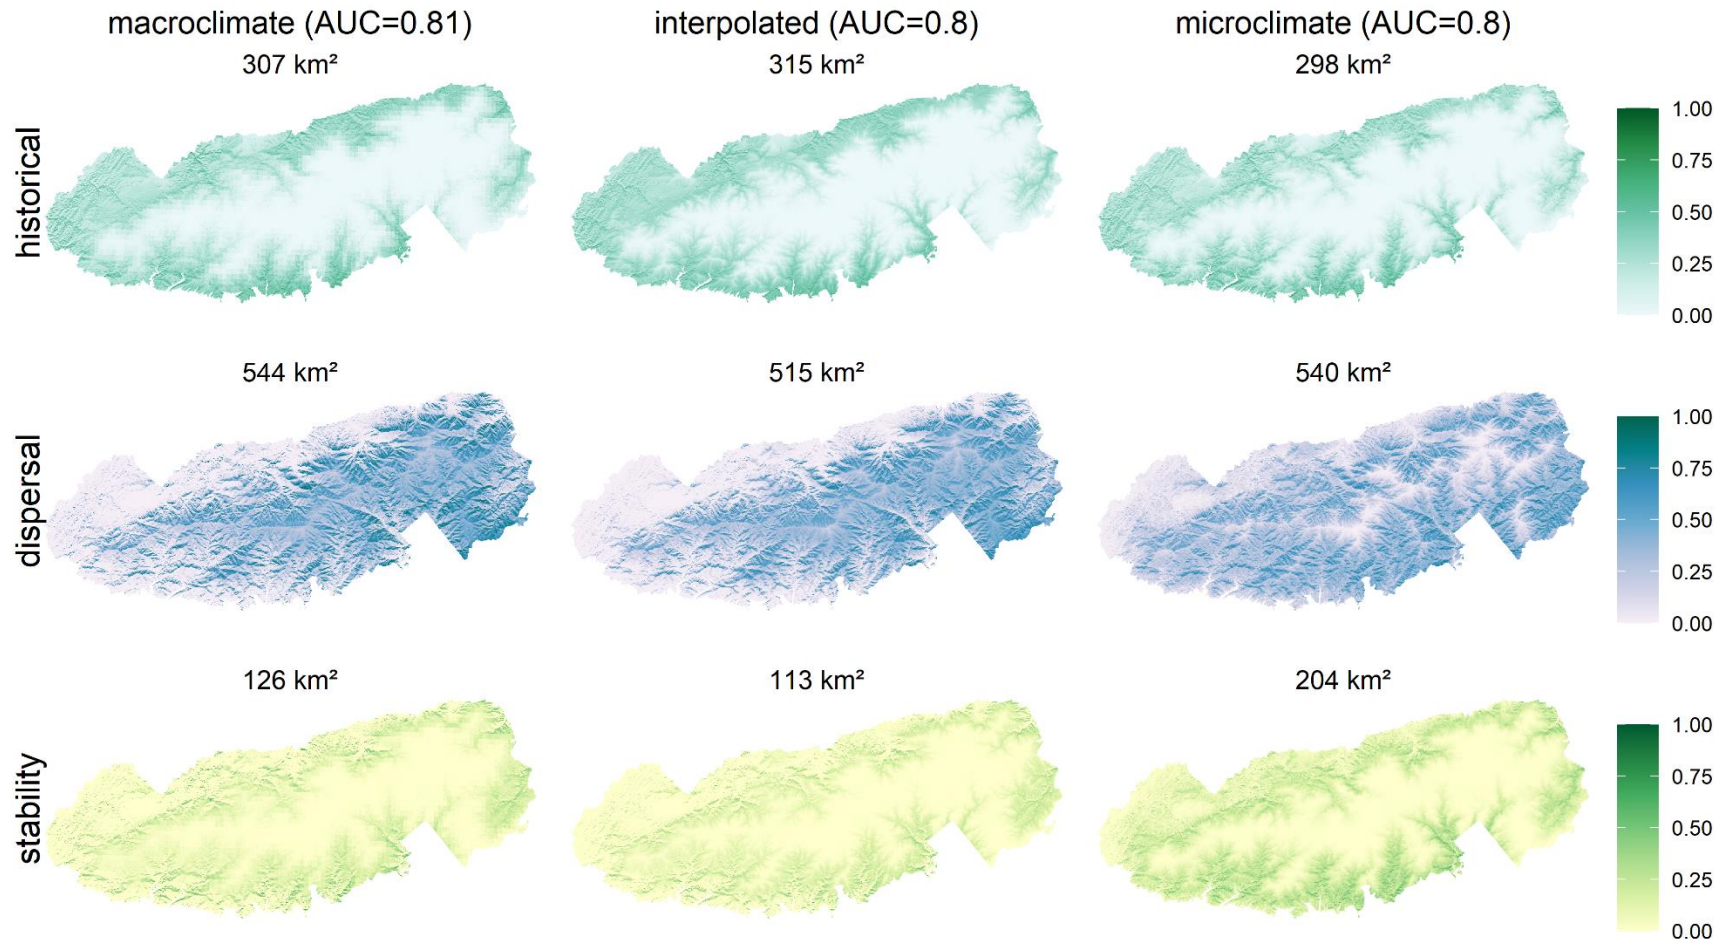 macroclimate (AUC=0.81)
interpolated (AUC=0.8)
microclimate (AUC=0.8)
307 km²
315 km²
298 km²
historical
1.00
0.75
0.50
0.25
0.00
544 km²
515 km²
540 km²
dispersal
1.00
0.75
0.50
0.25
0.00
126 km²
113 km²
204 km²
stability
1.00
0.75
0.50
0.25
0.00